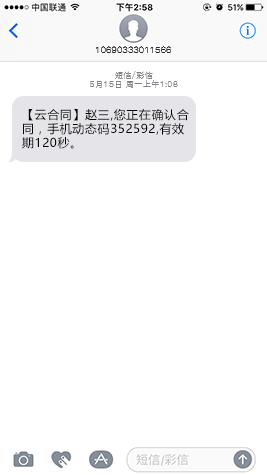 中国联通 下午2:58 51%
10690333011566
短信/彩信
5月15日 周一上午1:08
【云合同】赵三,您正在确认合
同，手机动态码352592,有效
期120秒。
短信/彩信